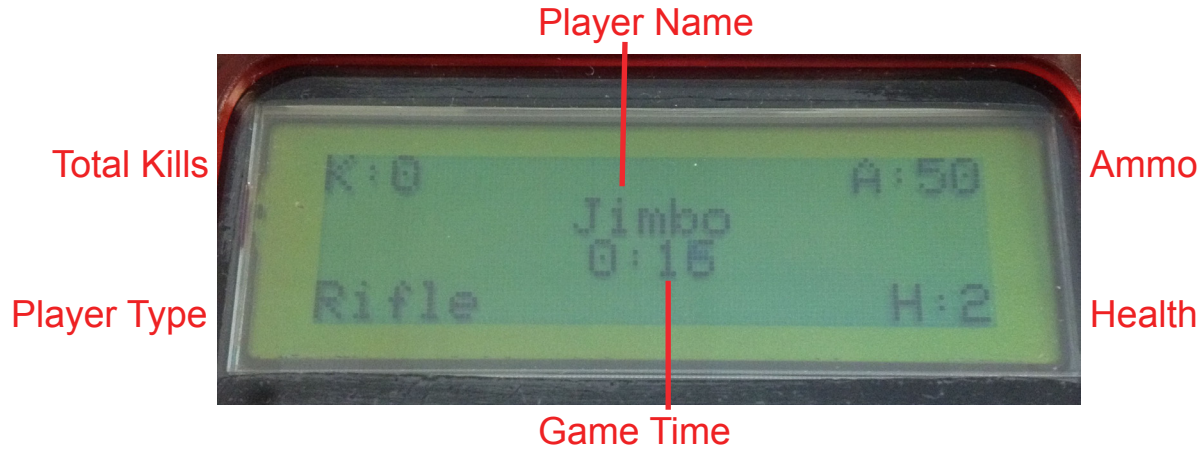 Player Name
Total Kills
K:0
A:50
Ammo
Jimbo
0:16
Player Type
Rifle
H:2
Health
Game Time